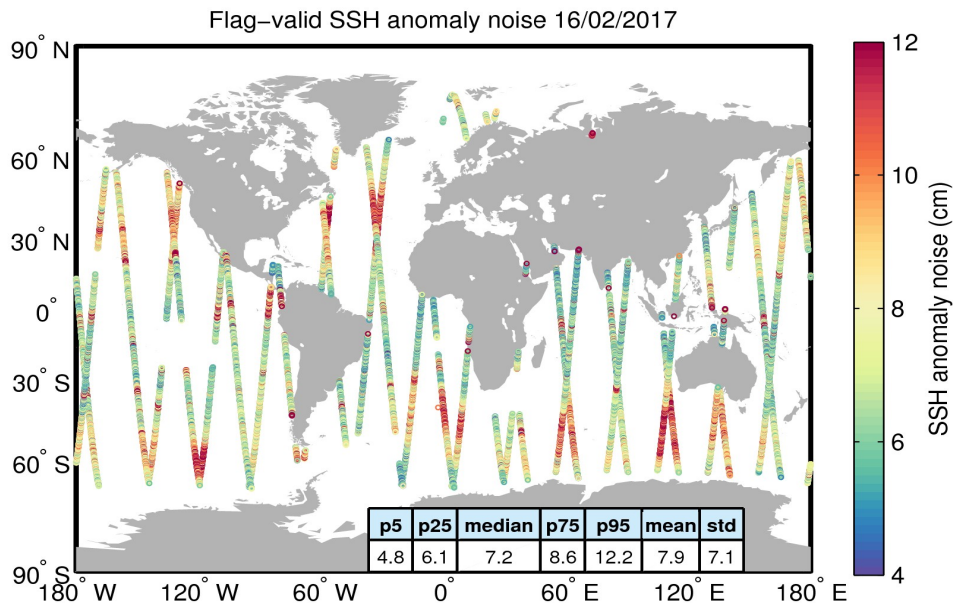 Flag−valid SSH anomaly noise 16/02/2017
90° N
60° N
30° N
0°
30° S
60° S
90° S
180° W
120° W
60° W
0°
60° E
120° E
180° E
p5 p25 median p75 p95 mean std
4.8 6.1 7.2 8.6 12.2 7.9 7.1
12
10
8
6
4
SSH anomaly noise (cm)